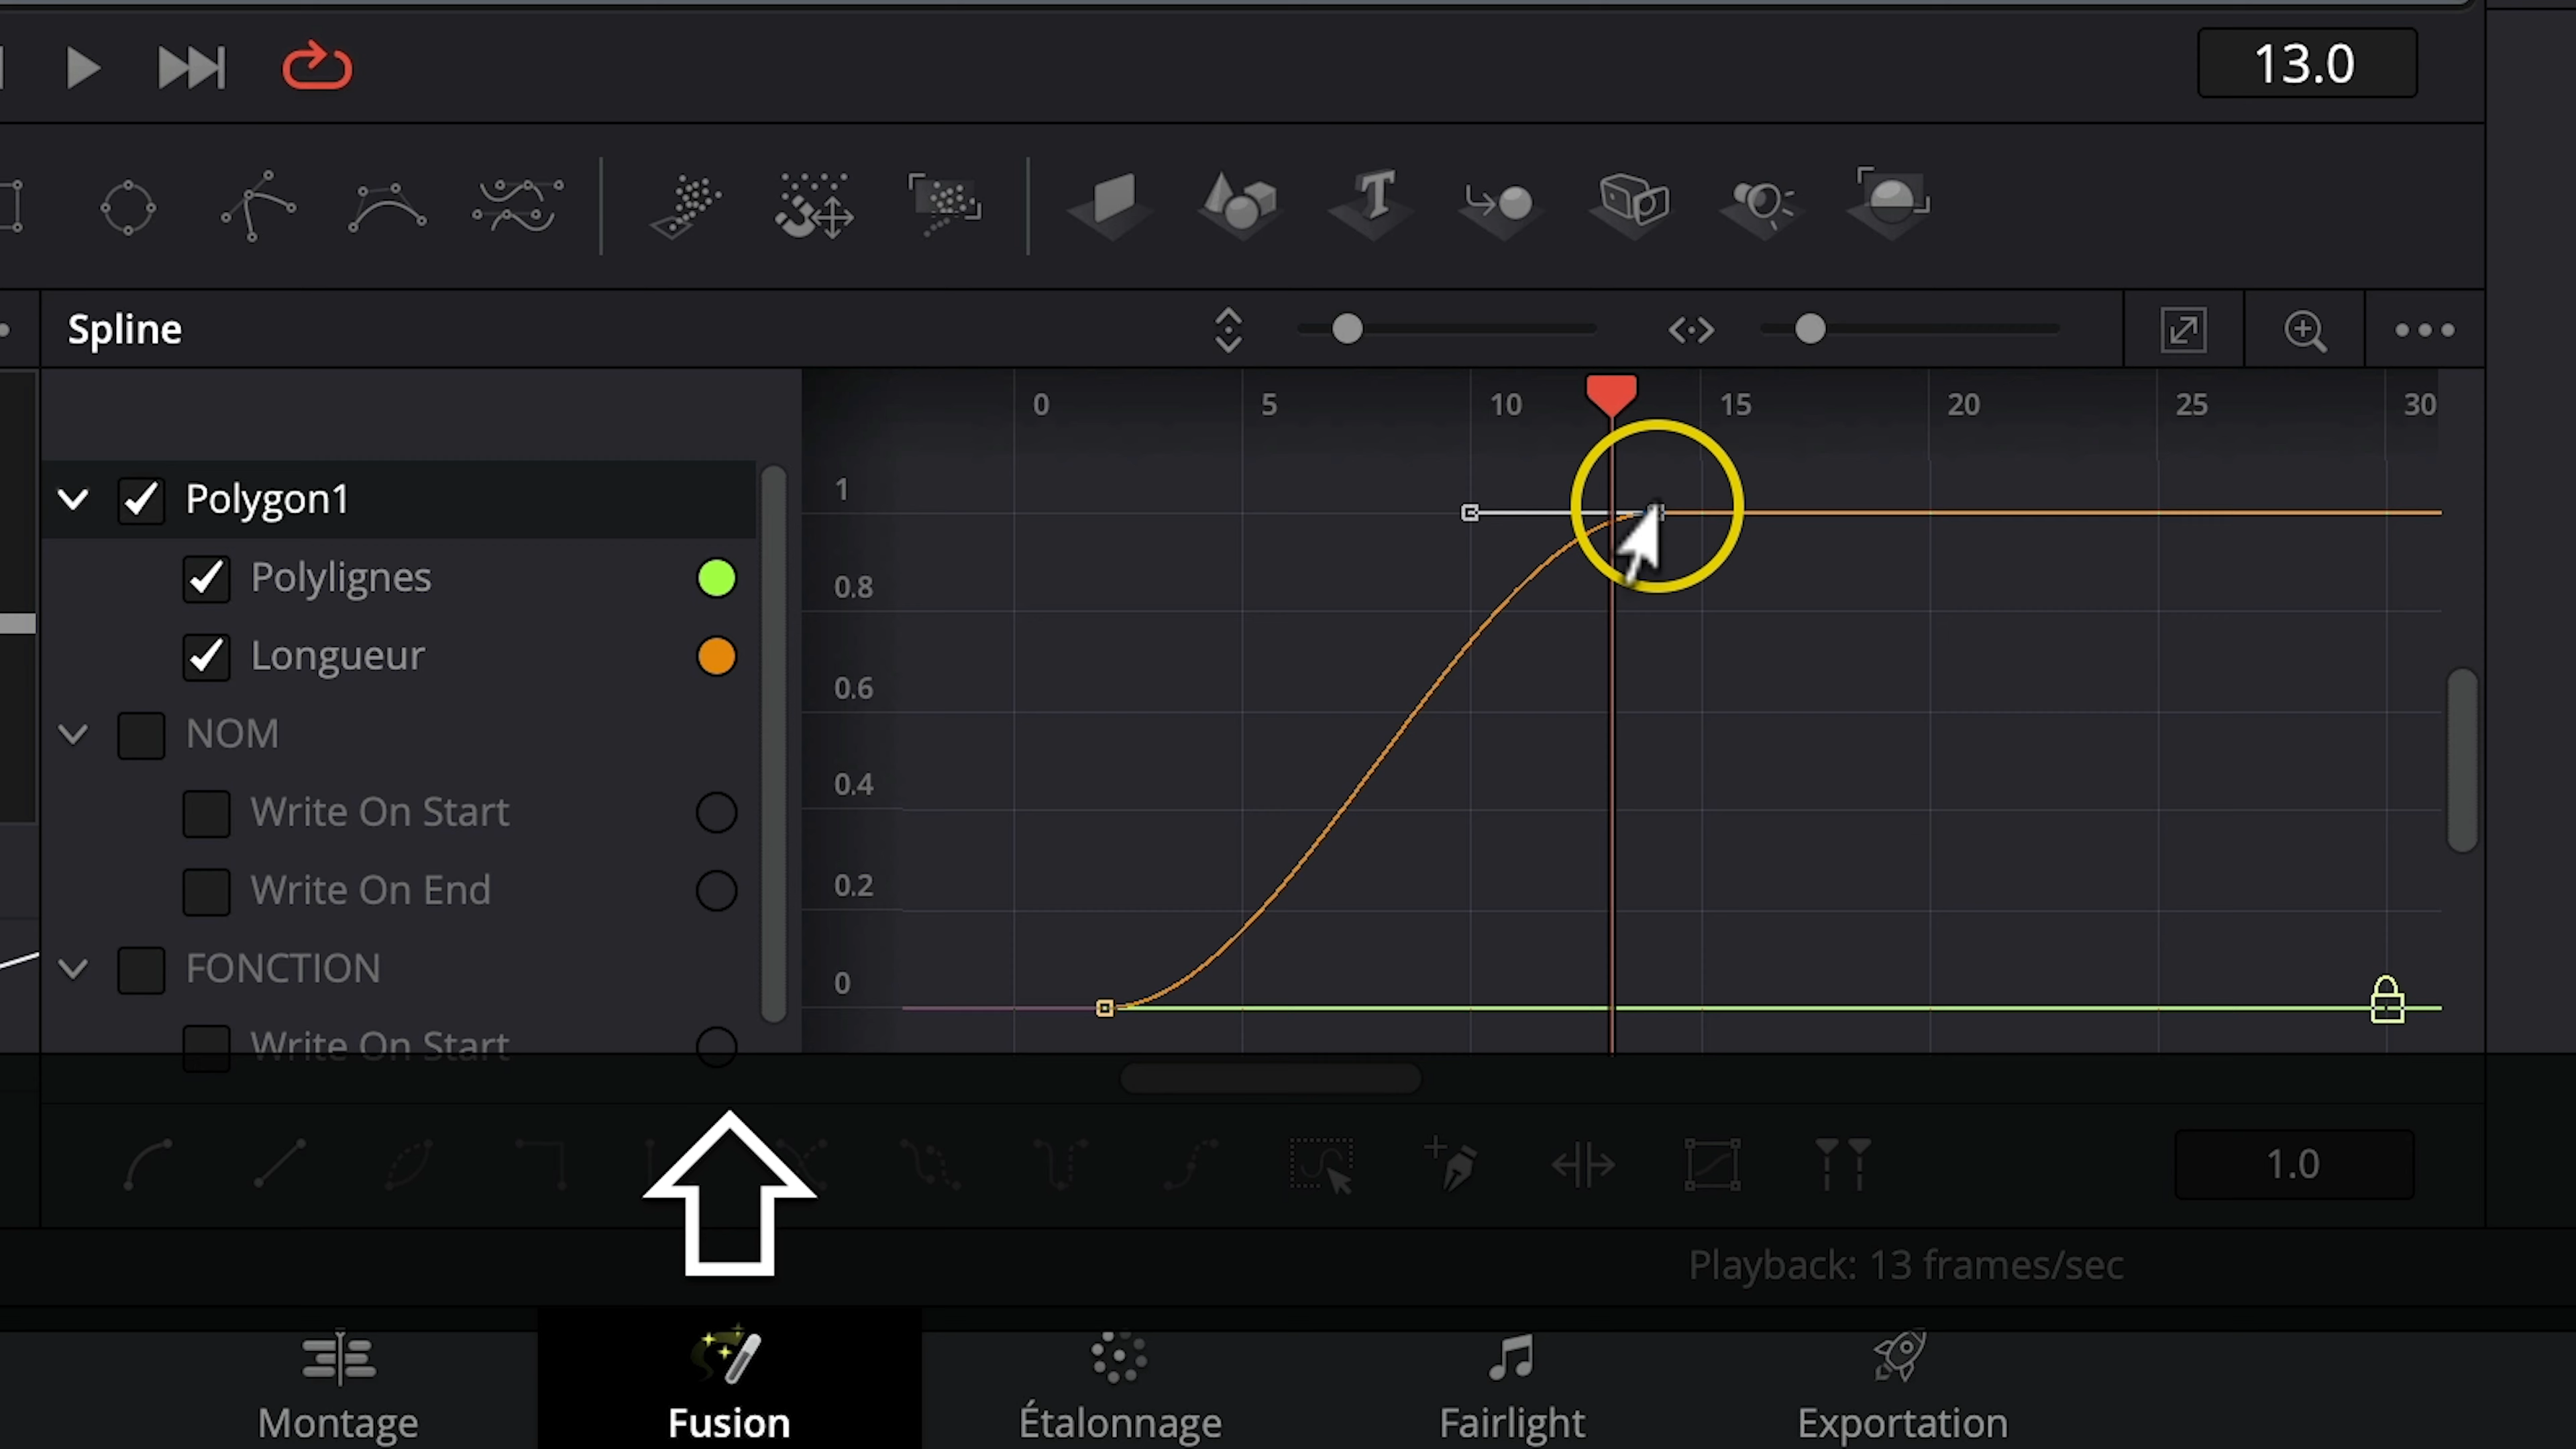 13.0
Spline
0 5 10 15 20 25 30
Polygon1
1
Polylignes
0.8
Longueur
0.6
NOM
0.4
Write On Start
0.2
Write On End
FONCTION
0
Write On Start
1.0
Playback: 13 frames/sec
Montage
Fusion
Étalonnage
Fairlight
Exportation